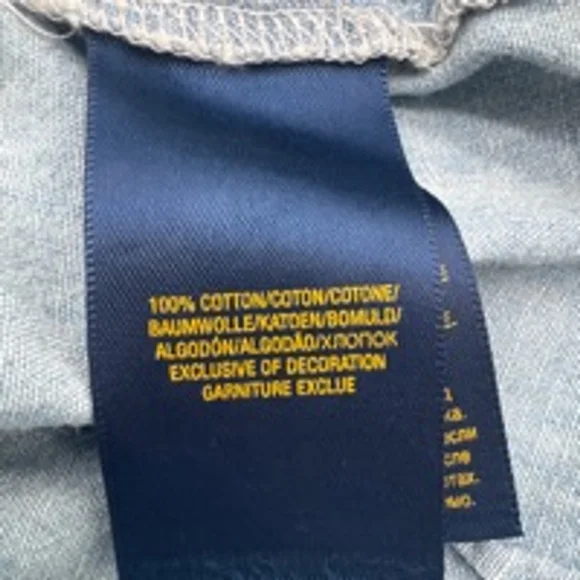 100% COTTON/COTON/COTONE/
BAUMWOLLE/KATOEN/BOMULD/
ALGODÓN/ALGODÃO/ХЛОПОК
EXCLUSIVE OF DECORATION
GARNITURE EXCLUE